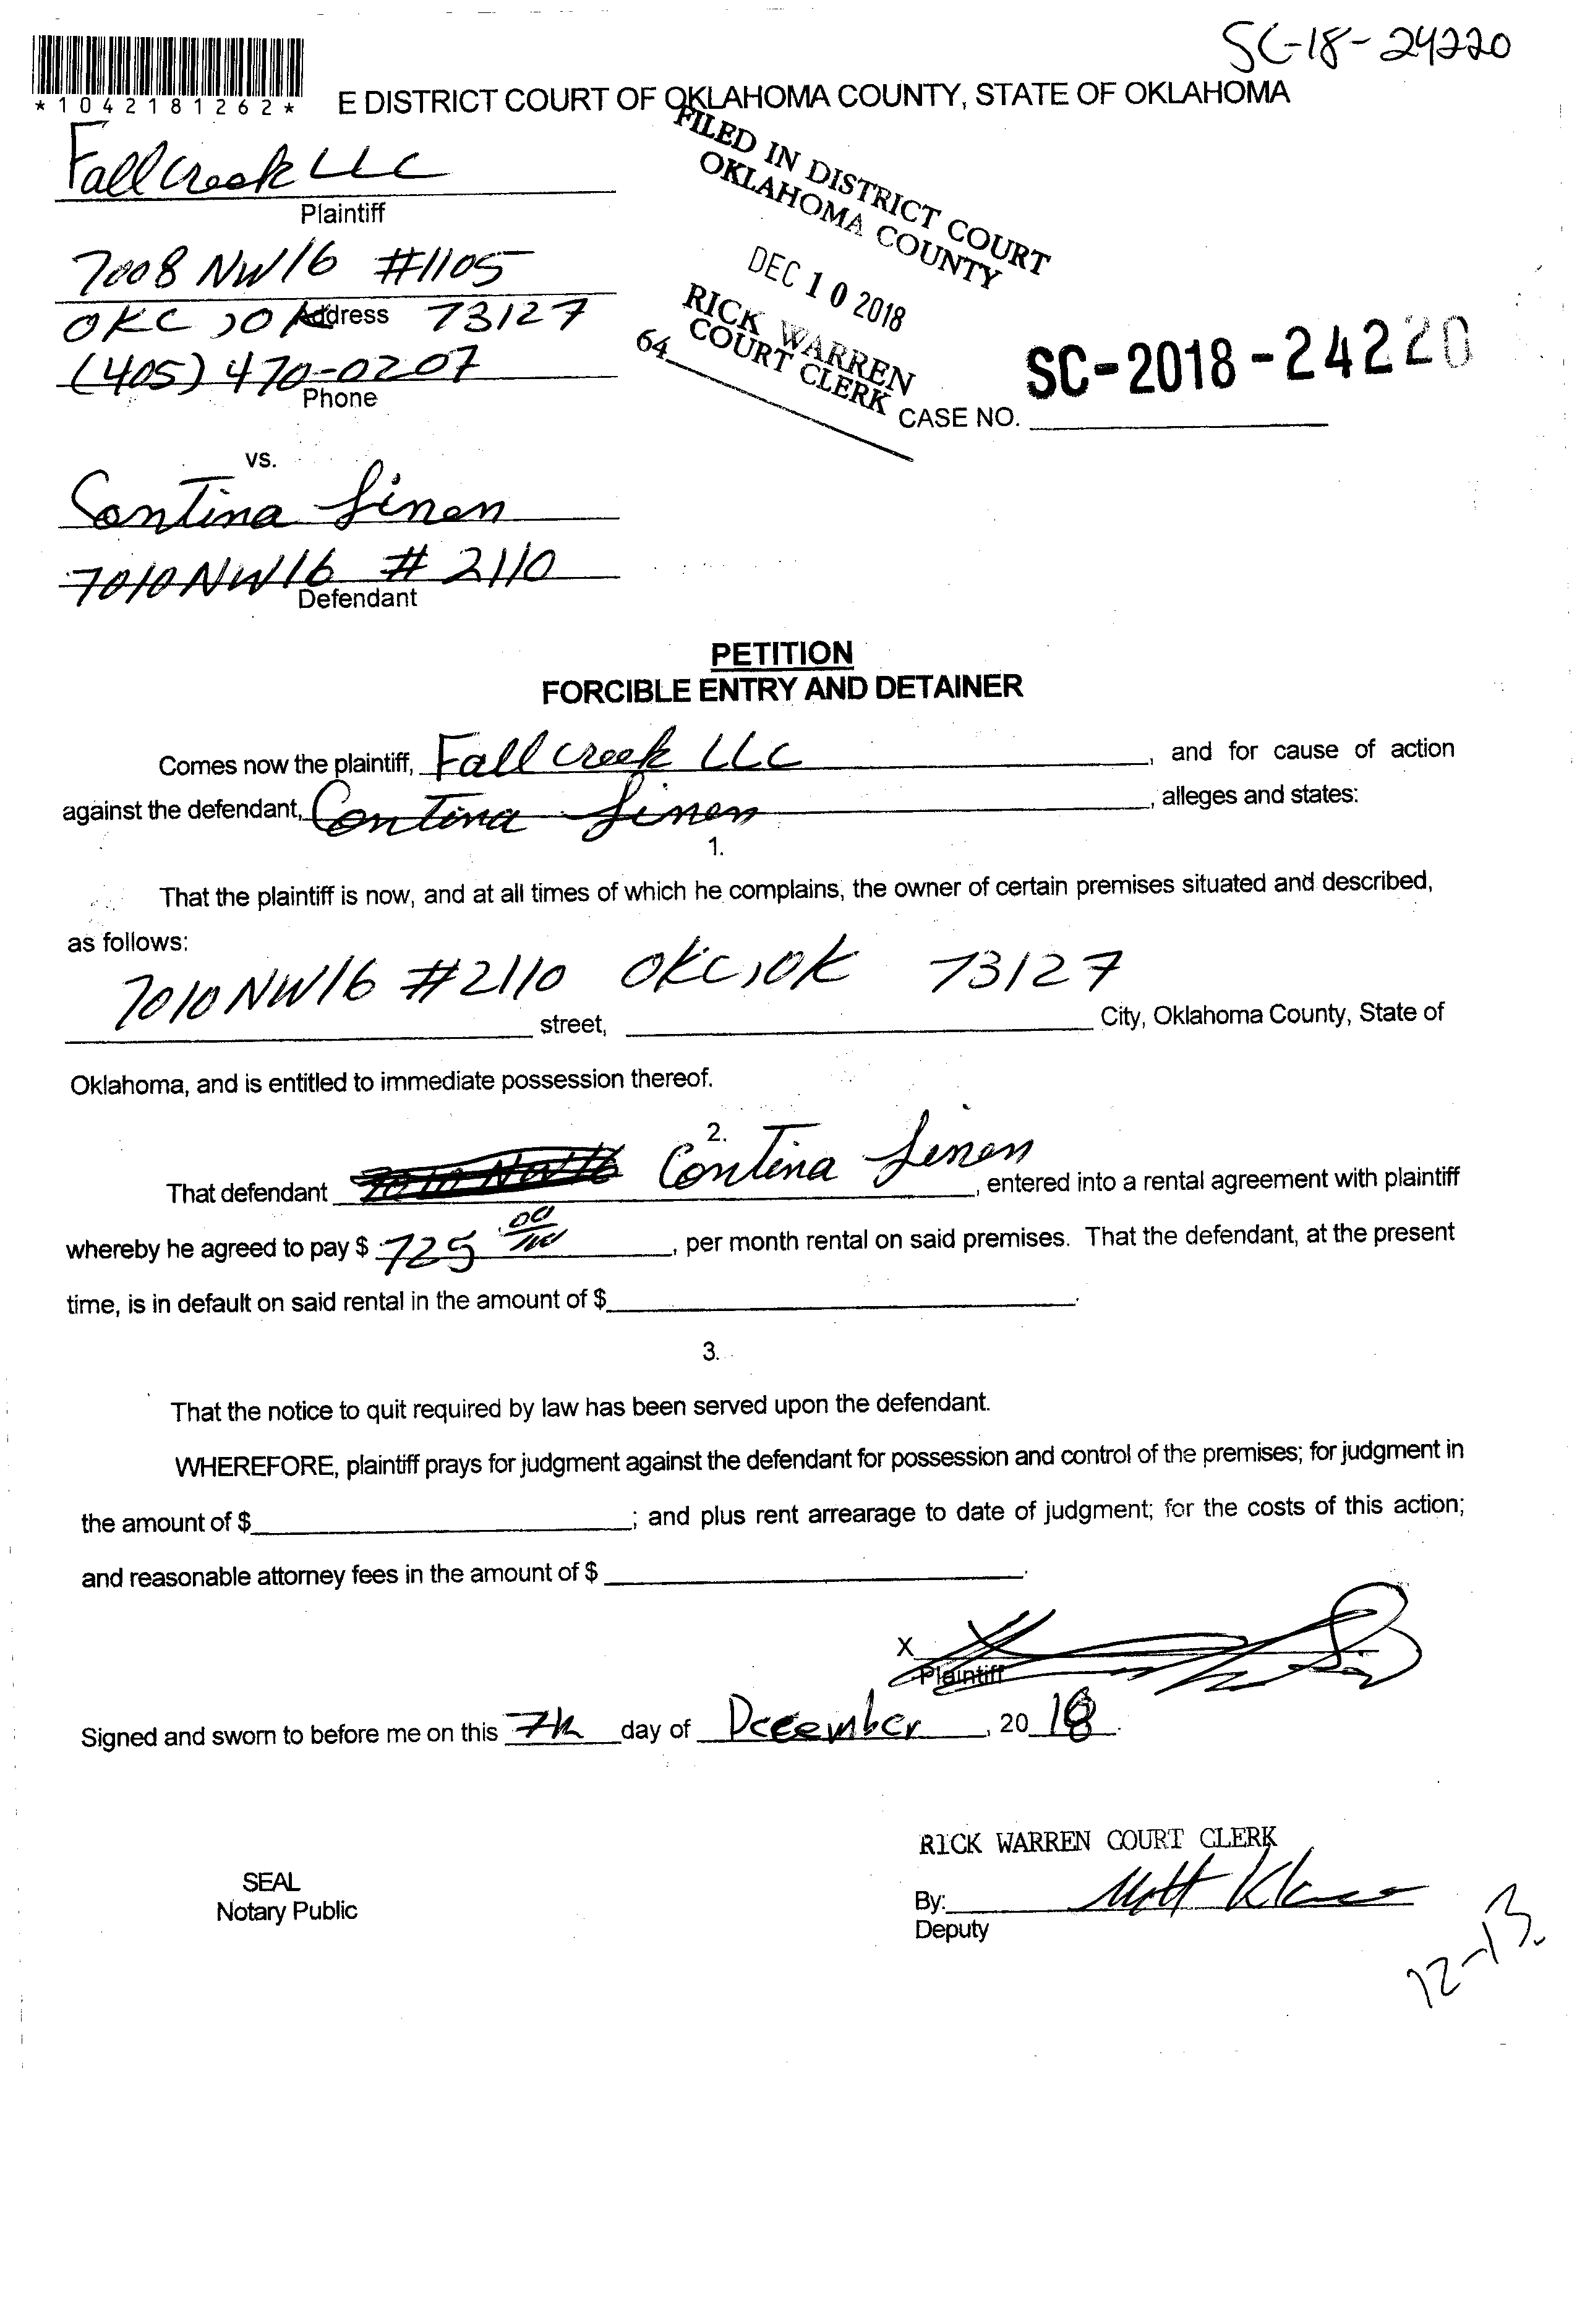 SC-18-24220
*1042181262*
E DISTRICT COURT OF OKLAHOMA COUNTY, STATE OF OKLAHOMA
Fall Creek LLC
Plaintiff
7008 NW 16 #1105
OKC, OK 73127
Address
(405) 470-0207
Phone
FILED IN DISTRICT COURT
OKLAHOMA COUNTY
DEC 10 2018
RICK WARREN
COURT CLERK
64
CASE NO. SC-2018-24220
vs.
Contina Linen
7010 NW 16 # 2110
Defendant
PETITION
FORCIBLE ENTRY AND DETAINER
Comes now the plaintiff, Fall Creek LLC, and for cause of action
against the defendant, Contina Linen, alleges and states:
1.
That the plaintiff is now, and at all times of which he complains, the owner of certain premises situated and described,
as follows:
7010 NW 16 #2110 OKC, OK 73127
street, City, Oklahoma County, State of
Oklahoma, and is entitled to immediate possession thereof.
2.
That defendant 7010 NW 16 Contina Linen, entered into a rental agreement with plaintiff
whereby he agreed to pay $ 725 00/100, per month rental on said premises. That the defendant, at the present
time, is in default on said rental in the amount of $ .
3.
That the notice to quit required by law has been served upon the defendant.
WHEREFORE, plaintiff prays for judgment against the defendant for possession and control of the premises; for judgment in
the amount of $ ; and plus rent arrearage to date of judgment; for the costs of this action;
and reasonable attorney fees in the amount of $ .
X
Plaintiff
Signed and sworn to before me on this 7th day of December, 2018.
RICK WARREN COURT CLERK
SEAL
Notary Public
By:
Deputy
12-13